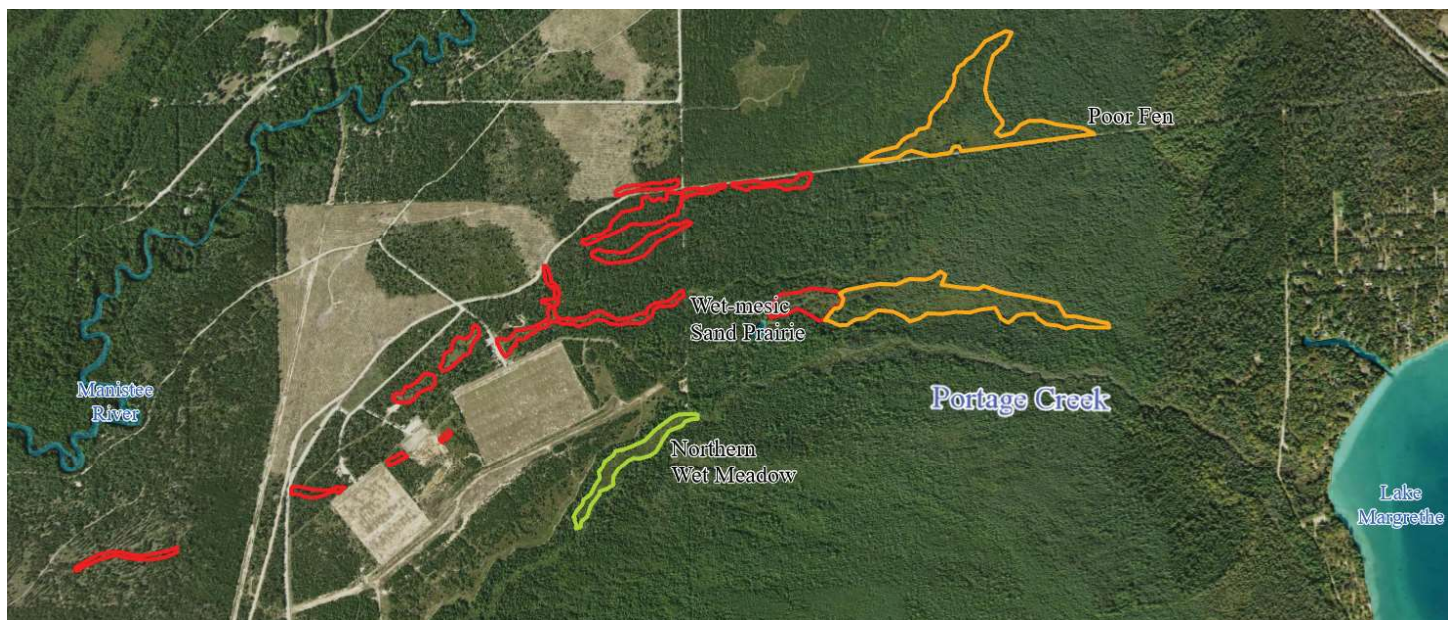 Poor Fen
Wet-mesic
Sand Prairie
Manistee
River
Portage Creek
Northern
Wet Meadow
Lake
Margrethe